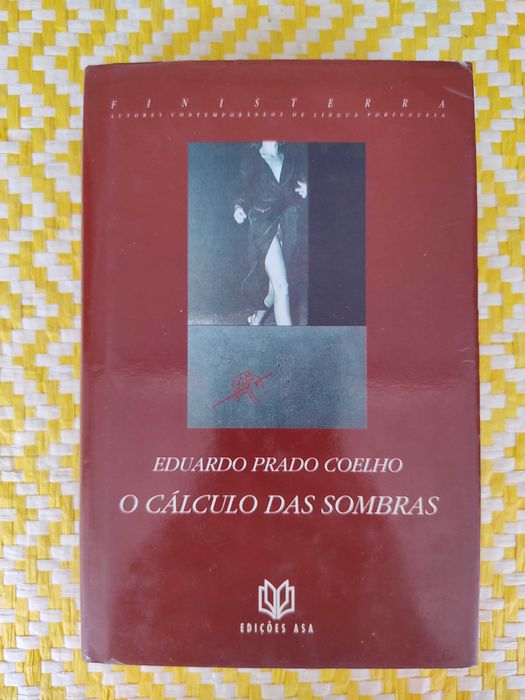 FINISTERRA
AUTORES CONTEMPORÂNEOS DE LÍNGUA PORTUGUESA
EDUARDO PRADO COELHO
O CÁLCULO DAS SOMBRAS
EDIÇÕES ASA